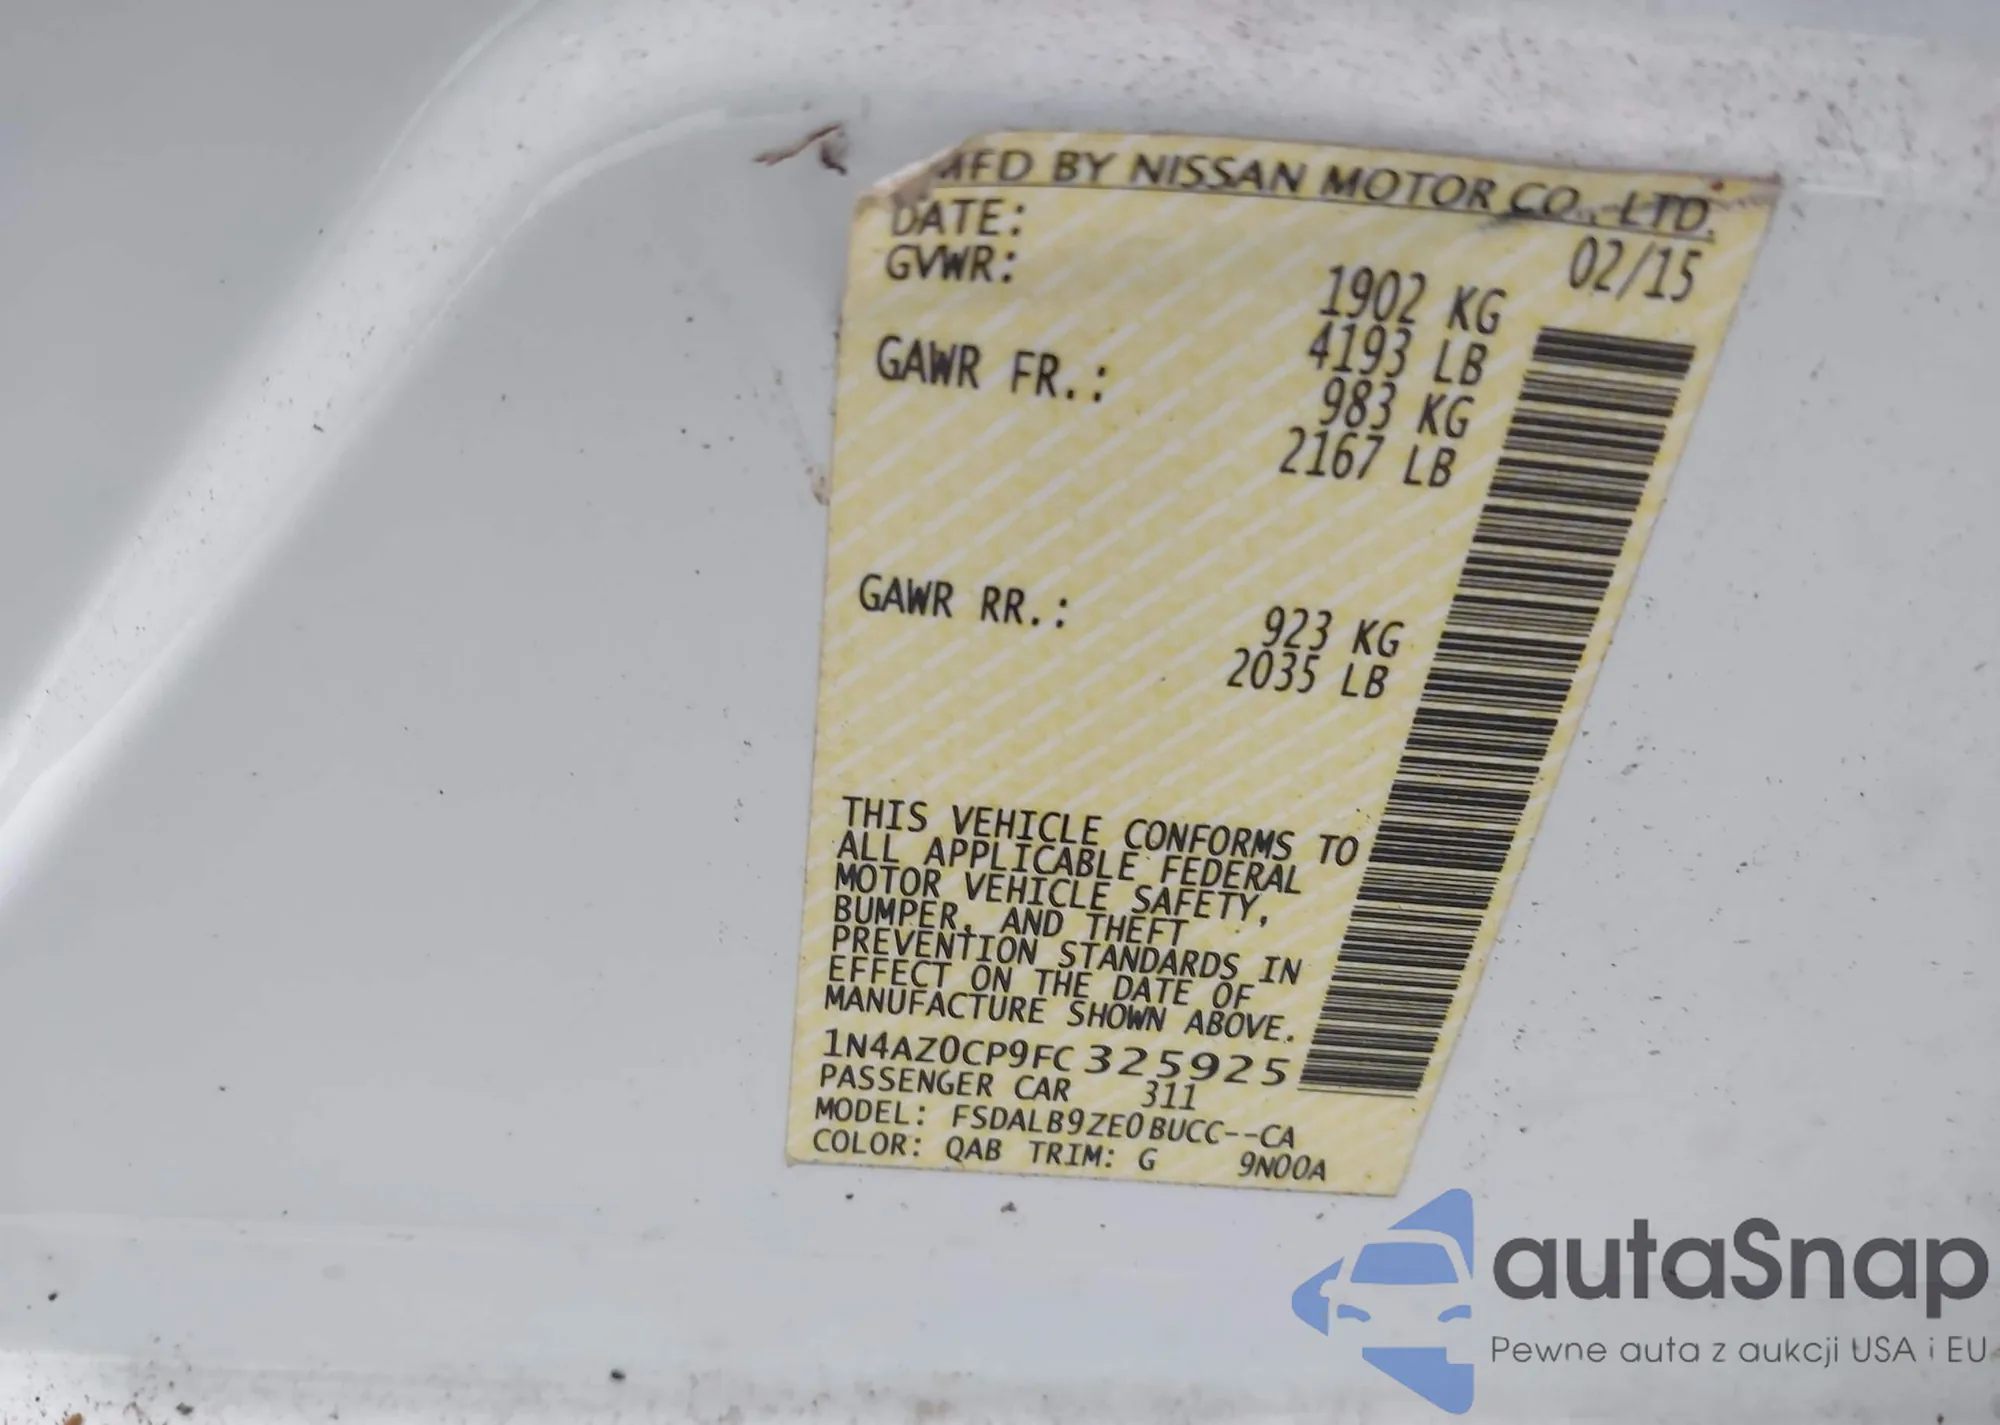 MFD BY NISSAN MOTOR CO., LTD.
DATE: 02/15
GVWR: 1902 KG
4193 LB
GAWR FR.: 983 KG
2167 LB
GAWR RR.: 923 KG
2035 LB
THIS VEHICLE CONFORMS TO
ALL APPLICABLE FEDERAL
MOTOR VEHICLE SAFETY,
BUMPER, AND THEFT
PREVENTION STANDARDS IN
EFFECT ON THE DATE OF
MANUFACTURE SHOWN ABOVE.
1N4AZ0CP9FC325925
PASSENGER CAR 311
MODEL: FSDALB9ZE0BUCC--CA
COLOR: QAB TRIM: G 9N00A
autaSnap
Pewne auta z aukcji USA i EU